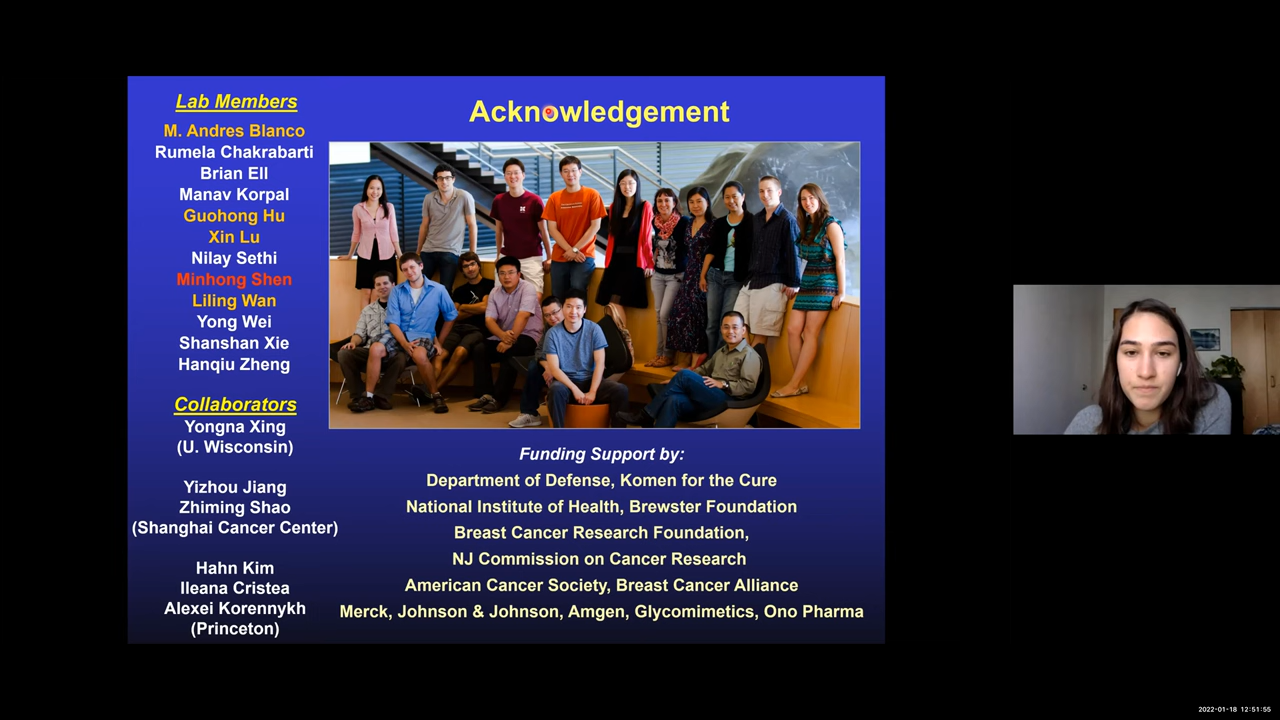 Acknowledgement
Lab Members
M. Andres Blanco
Rumela Chakrabarti
Brian Ell
Manav Korpal
Guohong Hu
Xin Lu
Nilay Sethi
Minhong Shen
Liling Wan
Yong Wei
Shanshan Xie
Hanqiu Zheng
Collaborators
Yongna Xing
(U. Wisconsin)
Yizhou Jiang
Zhiming Shao
(Shanghai Cancer Center)
Hahn Kim
Ileana Cristea
Alexei Korennykh
(Princeton)
Funding Support by:
Department of Defense, Komen for the Cure
National Institute of Health, Brewster Foundation
Breast Cancer Research Foundation,
NJ Commission on Cancer Research
American Cancer Society, Breast Cancer Alliance
Merck, Johnson & Johnson, Amgen, Glycomimetics, Ono Pharma
2022-01-18 12:51:55